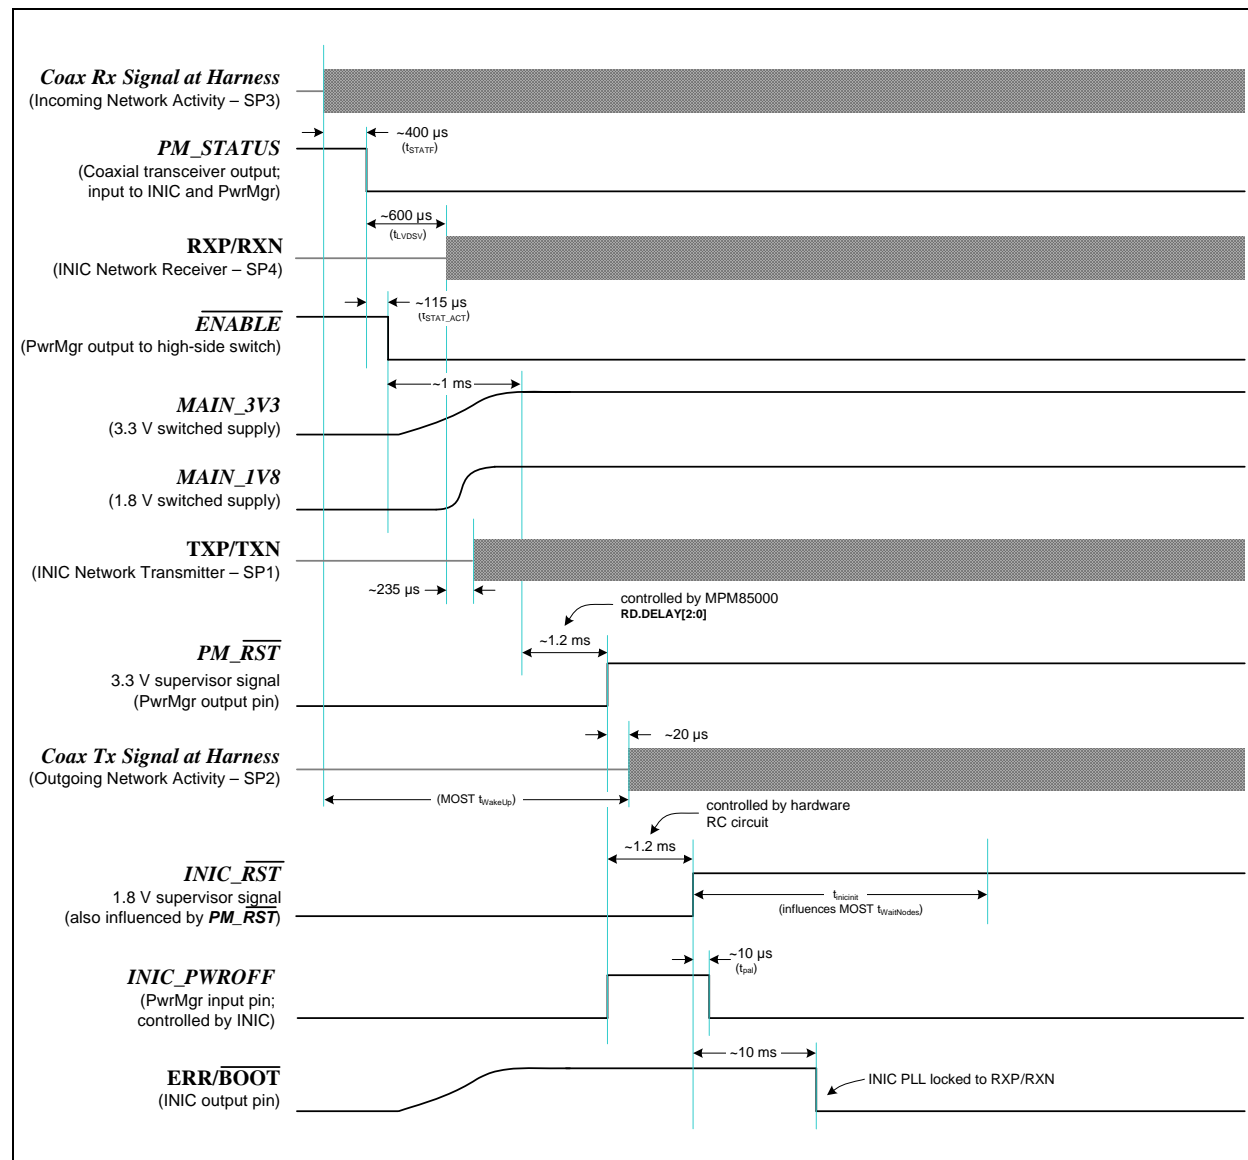 Coax Rx Signal at Harness
(Incoming Network Activity – SP3)
~400 µs
(tSTATF)
PM_STATUS
(Coaxial transceiver output;
input to INIC and PwrMgr)
~600 µs
(tLVDSV)
RXP/RXN
(INIC Network Receiver – SP4)
~115 µs
(tSTAT_ACT)
ENABLE
(PwrMgr output to high-side switch)
~1 ms
MAIN_3V3
(3.3 V switched supply)
MAIN_1V8
(1.8 V switched supply)
TXP/TXN
(INIC Network Transmitter – SP1)
~235 µs
controlled by MPM85000
RD.DELAY[2:0]
~1.2 ms
PM_RST
3.3 V supervisor signal
(PwrMgr output pin)
~20 µs
Coax Tx Signal at Harness
(Outgoing Network Activity – SP2)
(MOST tWakeUp)
controlled by hardware
RC circuit
~1.2 ms
INIC_RST
1.8 V supervisor signal
(also influenced by PM_RST)
tinicinit
(influences MOST tWaitNodes)
~10 µs
(tpal)
INIC_PWROFF
(PwrMgr input pin;
controlled by INIC)
~10 ms
ERR/BOOT
(INIC output pin)
INIC PLL locked to RXP/RXN